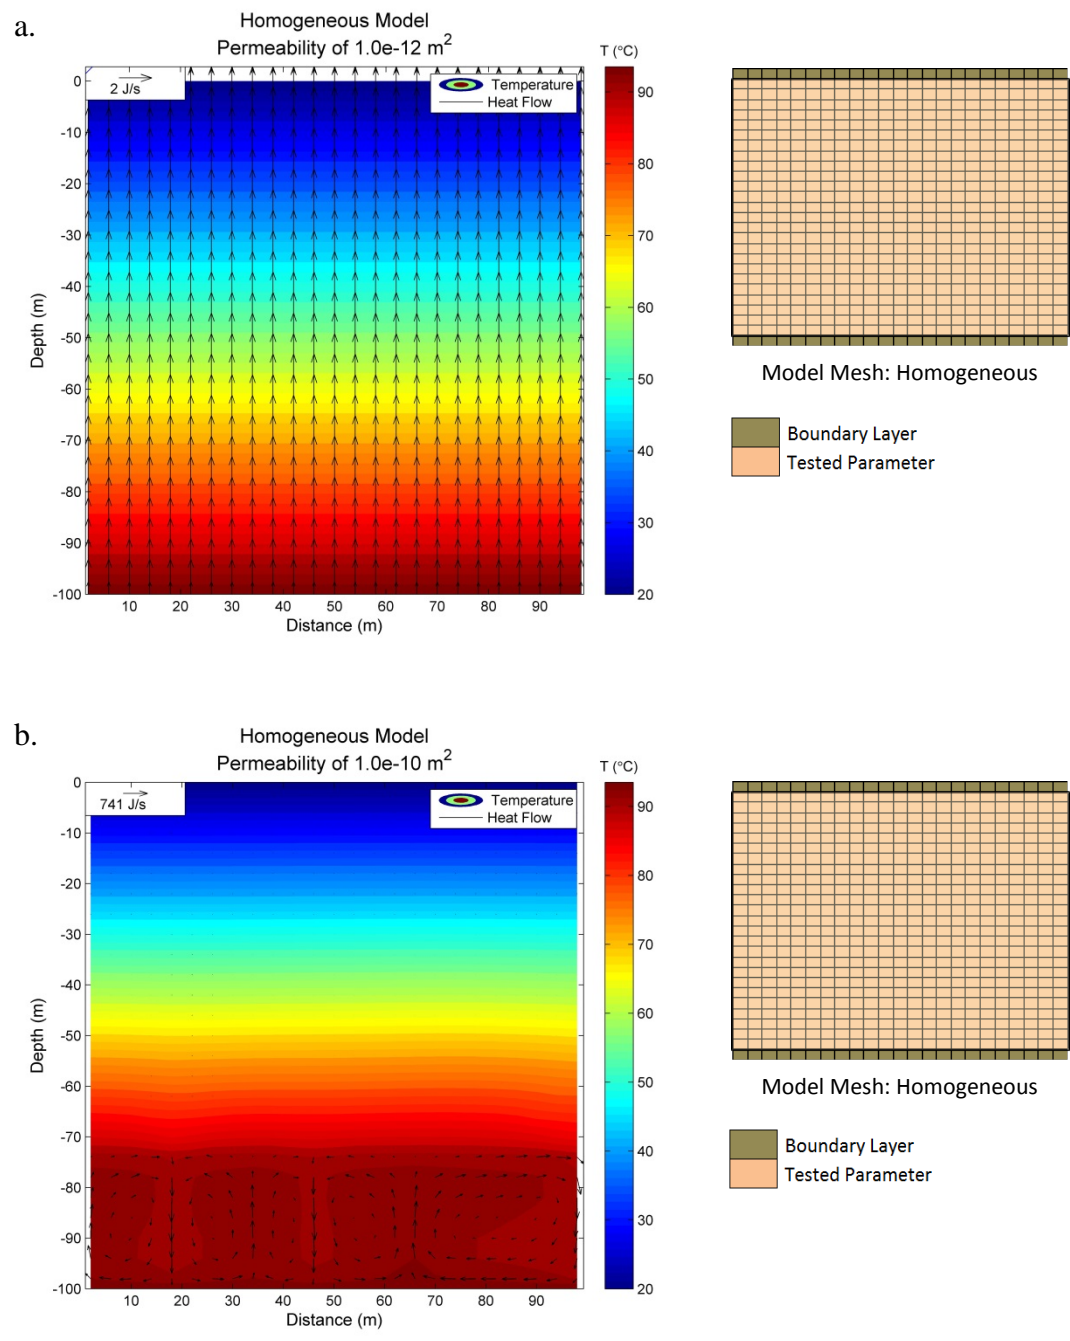 a.
Homogeneous Model
Permeability of 1.0e-12 m²
T (°C)
2 J/s
Temperature
Heat Flow
0
-10
-20
-30
-40
-50
-60
-70
-80
-90
-100
Depth (m)
10 20 30 40 50 60 70 80 90
Distance (m)
90
80
70
60
50
40
30
20
Model Mesh: Homogeneous
Boundary Layer
Tested Parameter
b.
Homogeneous Model
Permeability of 1.0e-10 m²
T (°C)
741 J/s
Temperature
Heat Flow
0
-10
-20
-30
-40
-50
-60
-70
-80
-90
-100
Depth (m)
10 20 30 40 50 60 70 80 90
Distance (m)
90
80
70
60
50
40
30
20
Model Mesh: Homogeneous
Boundary Layer
Tested Parameter